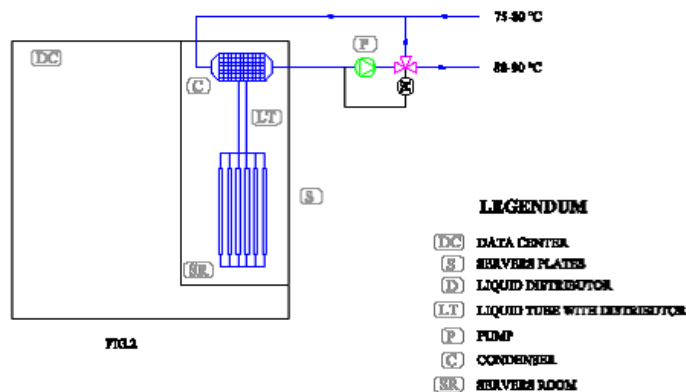 75-80 °C
DC
P
88-90 °C
C
LT
S
SR
FIG.2
LEGENDUM
DC DATA CENTER
S SERVERS PLATES
D LIQUID DISTRIBUTOR
LT LIQUID TUBE WITH DISTRIBUTOR
P PUMP
C CONDENSER
SR SERVERS ROOM